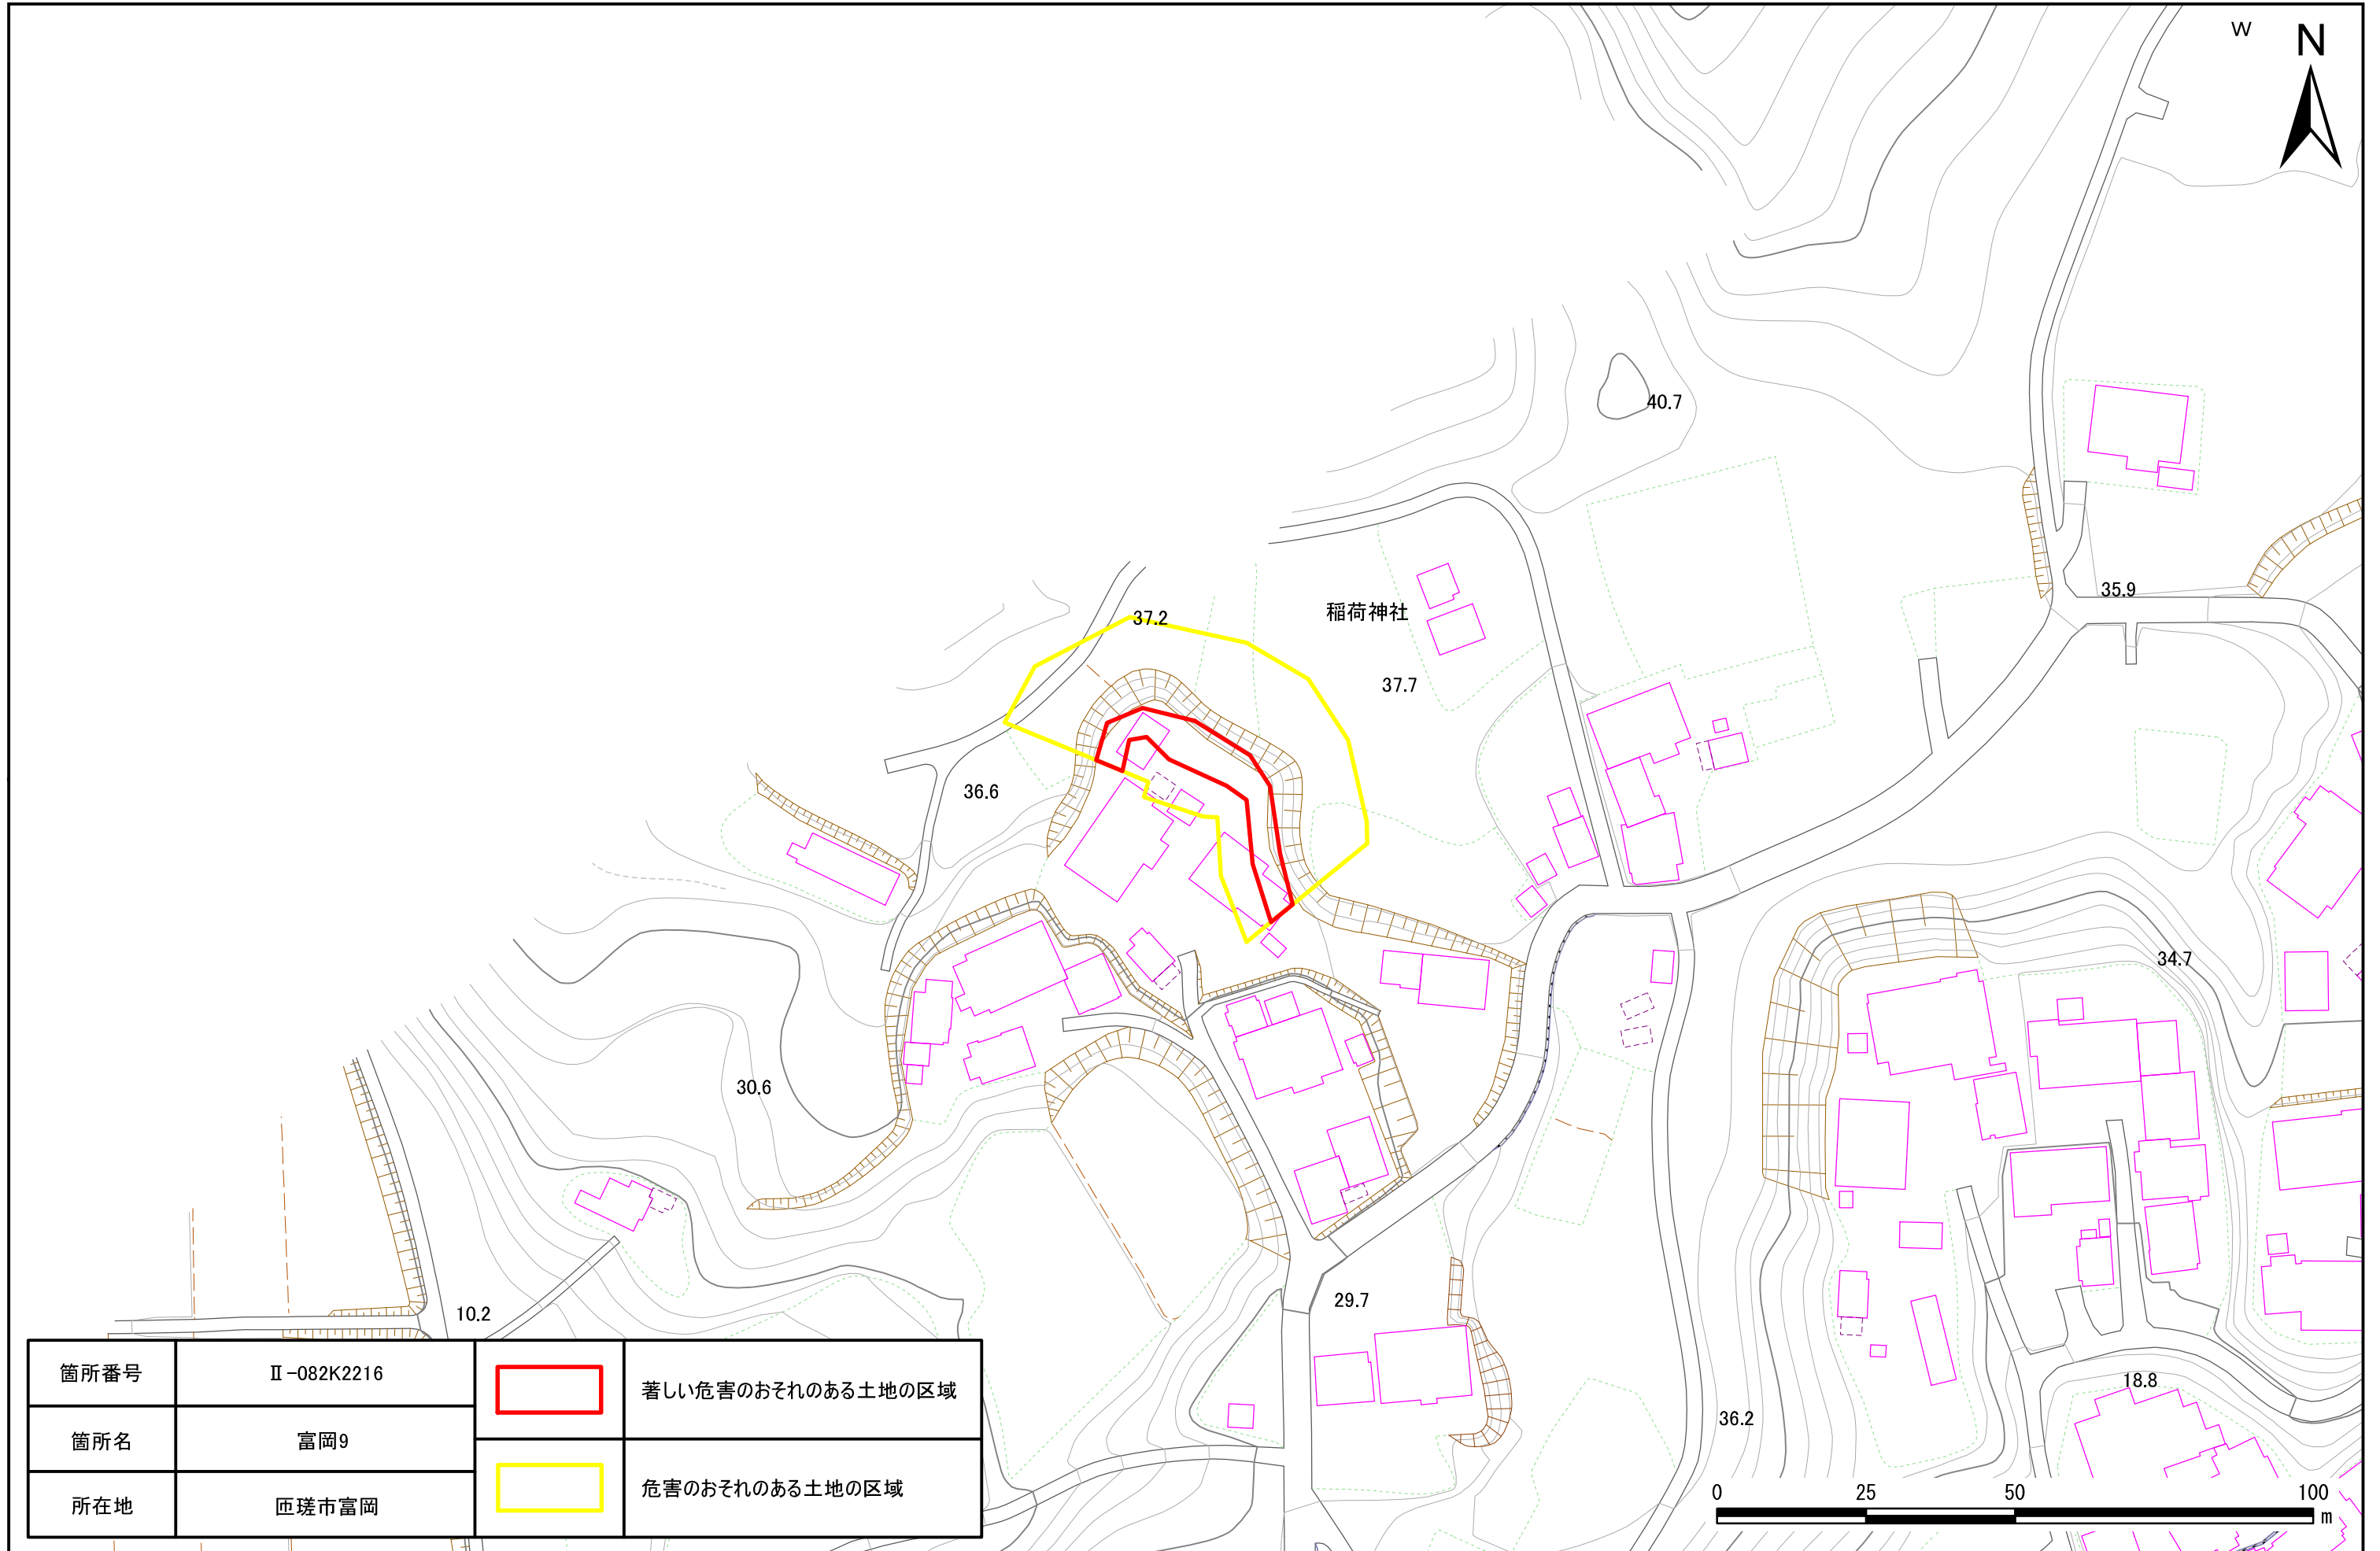 W
N
40.7
35.9
37.2
稲荷神社
37.7
36.6
34.7
30.6
10.2
29.7
18.8
36.2
箇所番号 Ⅱ-082K2216
箇所名 富岡9
所在地 匝瑳市富岡
著しい危害のおそれのある土地の区域
危害のおそれのある土地の区域
0 25 50 100
m